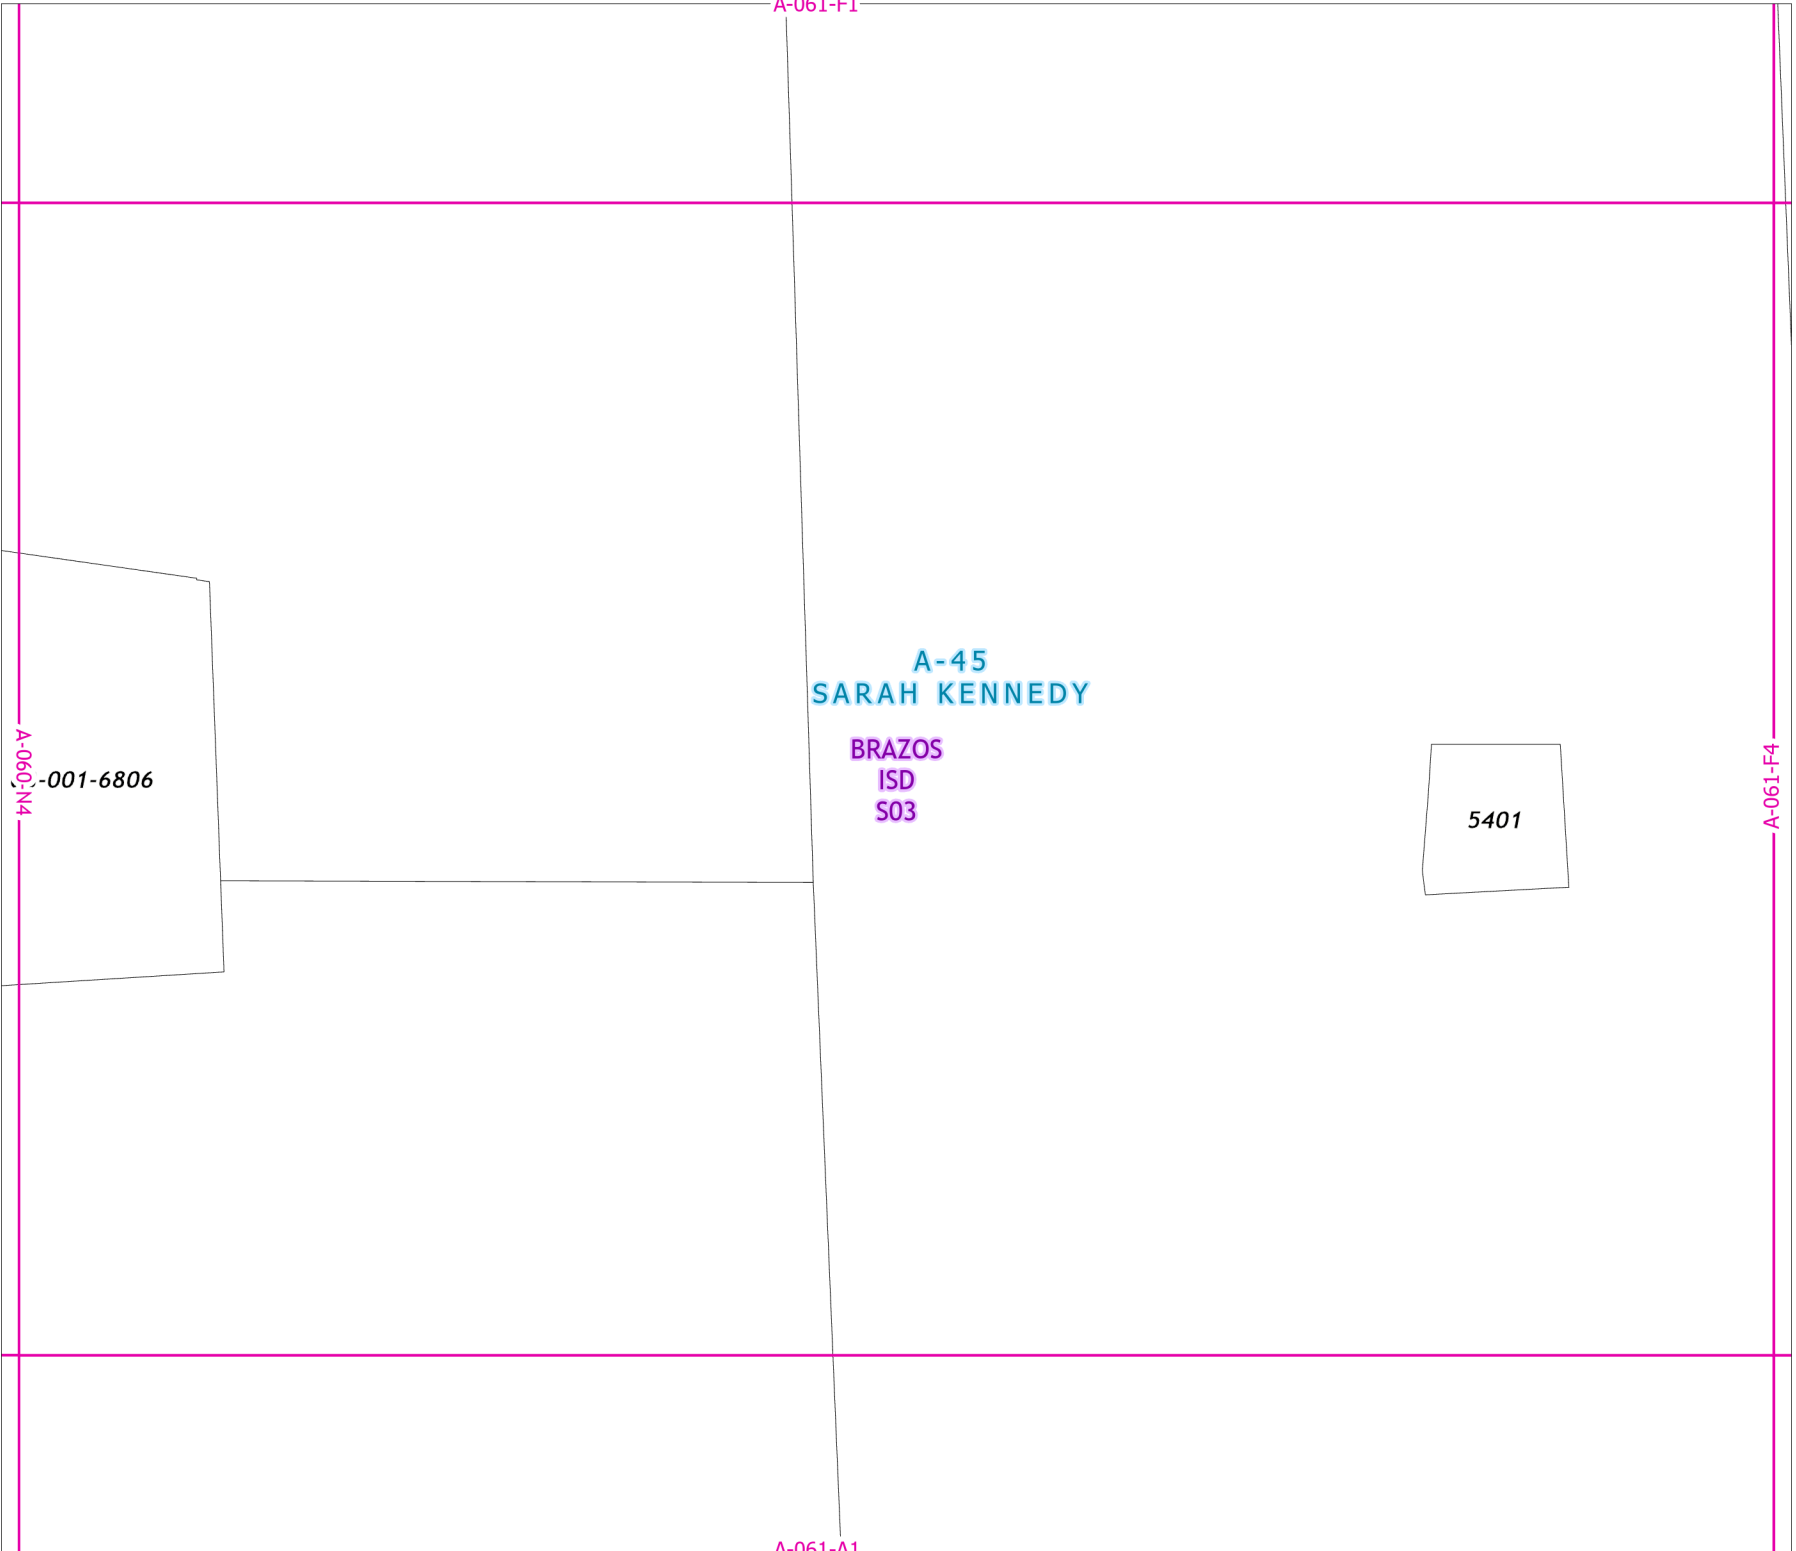 A-061-F1
A-45
SARAH KENNEDY
BRAZOS
ISD
S03
A-060-N4
-001-6806
5401
A-061-F4
A-061-A1